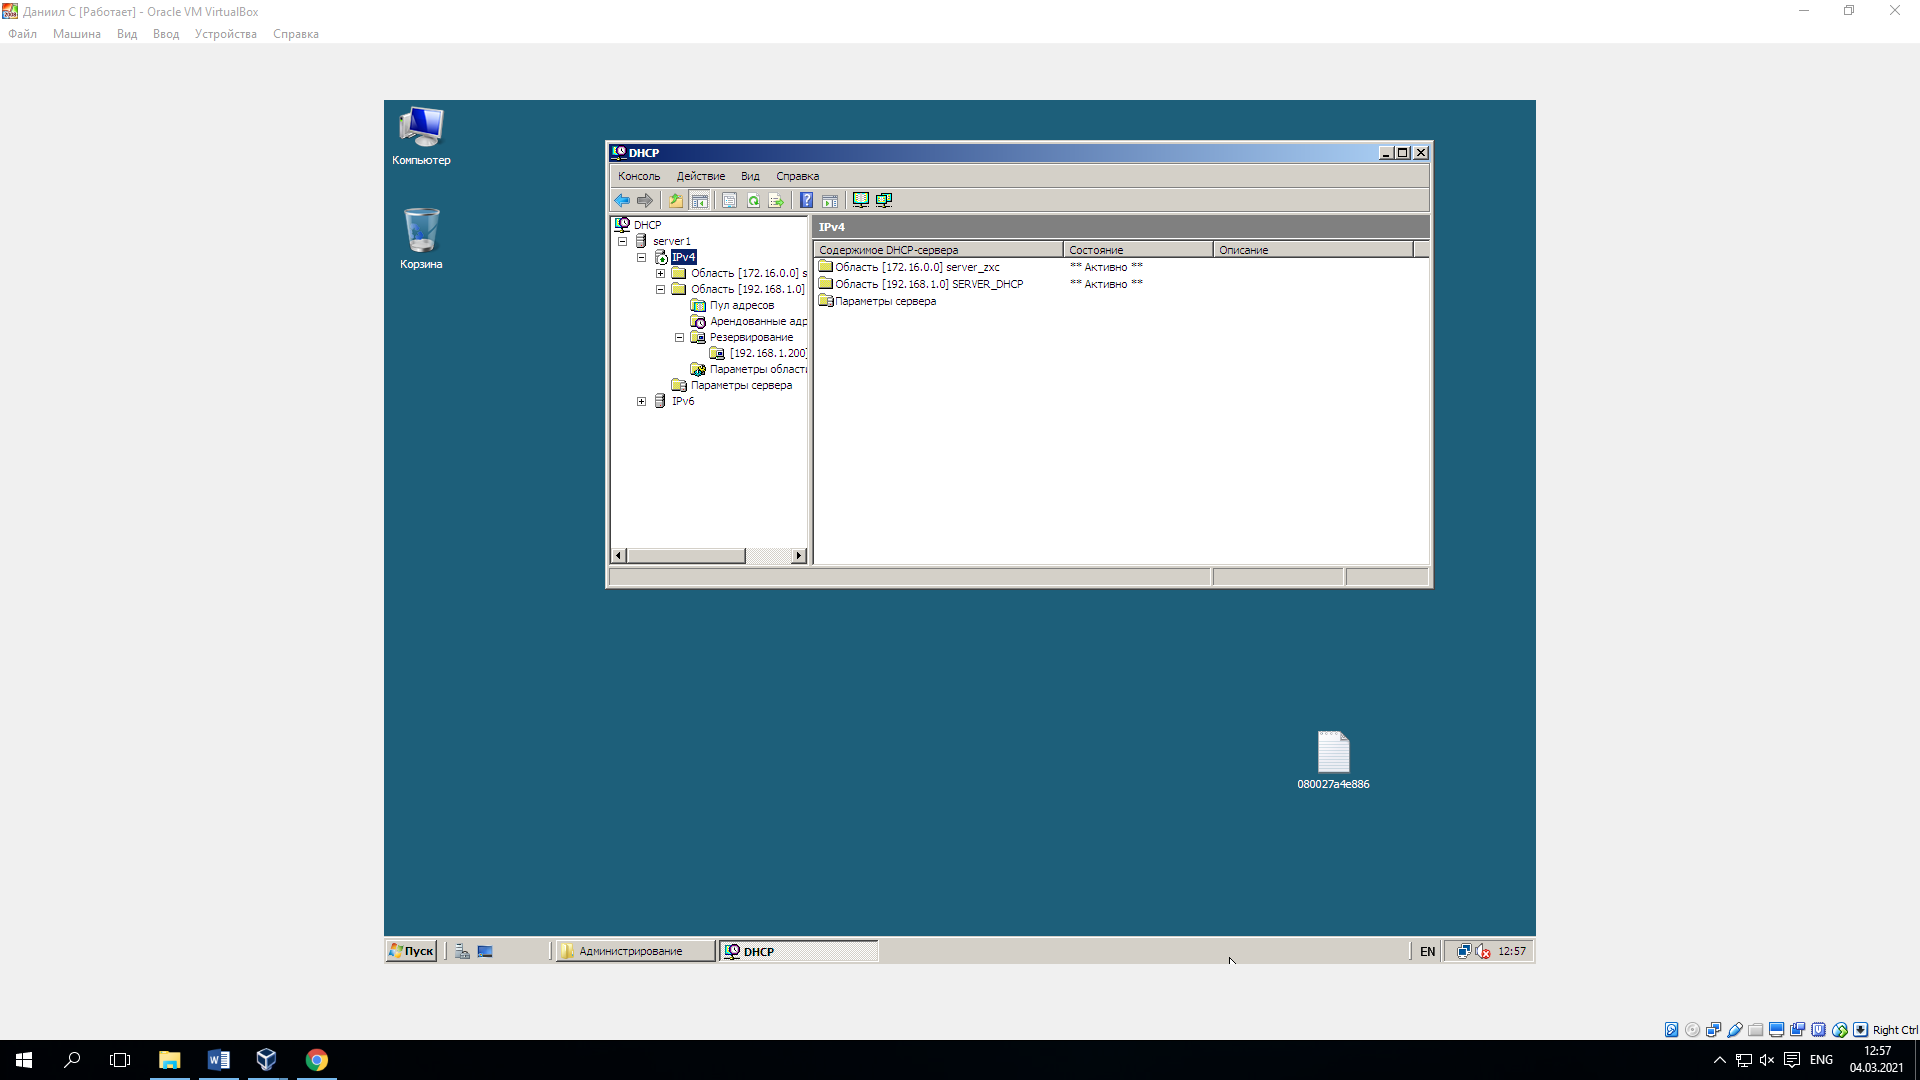 Даниил С [Работает] - Oracle VM VirtualBox
Файл Машина Вид Ввод Устройства Справка
Компьютер
Корзина
DHCP
Консоль Действие Вид Справка
DHCP
server1
IPv4
Область [172.16.0.0] s
Область [192.168.1.0]
Пул адресов
Арендованные адр
Резервирование
[192.168.1.200]
Параметры област
Параметры сервера
IPv6
IPv4
Содержимое DHCP-сервера Состояние Описание
Область [172.16.0.0] server_zxc ** Активно **
Область [192.168.1.0] SERVER_DHCP ** Активно **
Параметры сервера
080027a4e886
Пуск Администрирование DHCP EN 12:57
Right Ctrl
ENG 12:57
04.03.2021